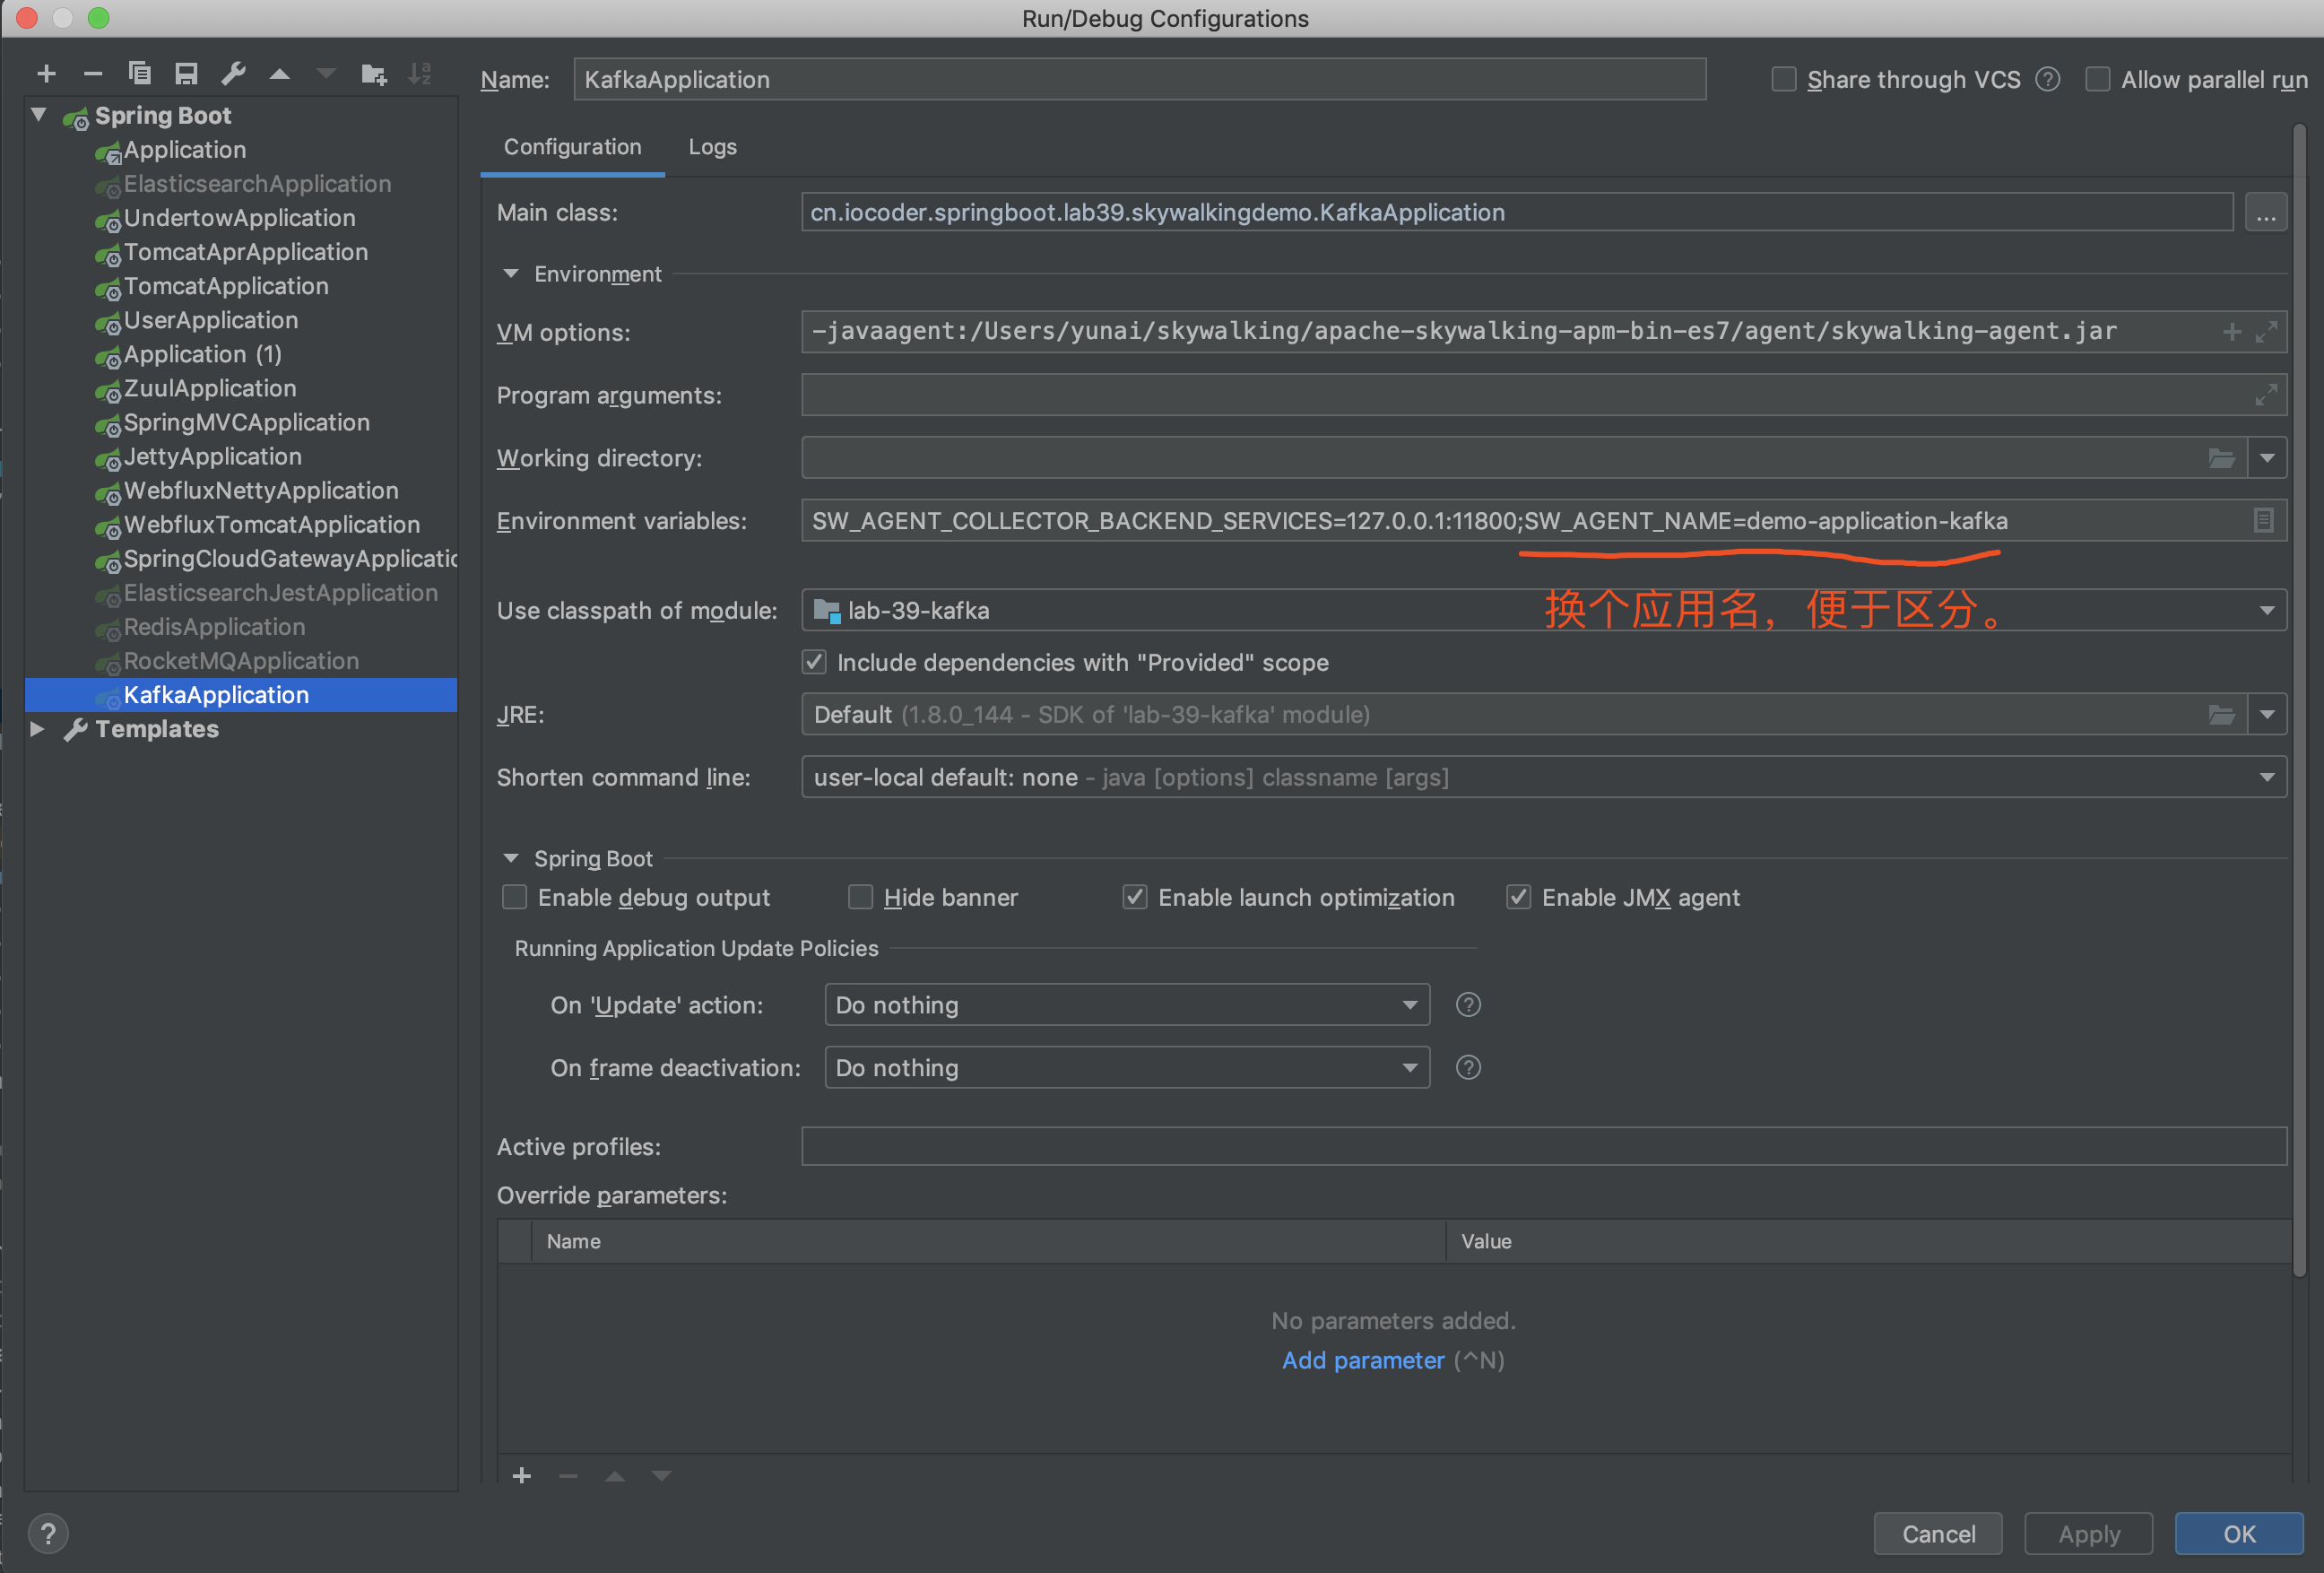 Run/Debug Configurations
Name: KafkaApplication
Share through VCS
Allow parallel run
Spring Boot
Application
ElasticsearchApplication
UndertowApplication
TomcatAprApplication
TomcatApplication
UserApplication
Application (1)
ZuulApplication
SpringMVCApplication
JettyApplication
WebfluxNettyApplication
WebfluxTomcatApplication
SpringCloudGatewayApplicatic
ElasticsearchJestApplication
RedisApplication
RocketMQApplication
KafkaApplication
Templates
Configuration Logs
Main class: cn.iocoder.springboot.lab39.skywalkingdemo.KafkaApplication ...
Environment
VM options: -javaagent:/Users/yunai/skywalking/apache-skywalking-apm-bin-es7/agent/skywalking-agent.jar
Program arguments:
Working directory:
Environment variables: SW_AGENT_COLLECTOR_BACKEND_SERVICES=127.0.0.1:11800;SW_AGENT_NAME=demo-application-kafka
Use classpath of module: lab-39-kafka
换个应用名，便于区分。
Include dependencies with "Provided" scope
JRE: Default (1.8.0_144 - SDK of 'lab-39-kafka' module)
Shorten command line: user-local default: none - java [options] classname [args]
Spring Boot
Enable debug output Hide banner Enable launch optimization Enable JMX agent
Running Application Update Policies
On 'Update' action: Do nothing ?
On frame deactivation: Do nothing ?
Active profiles:
Override parameters:
Name Value
No parameters added.
Add parameter (^N)
? Cancel Apply OK